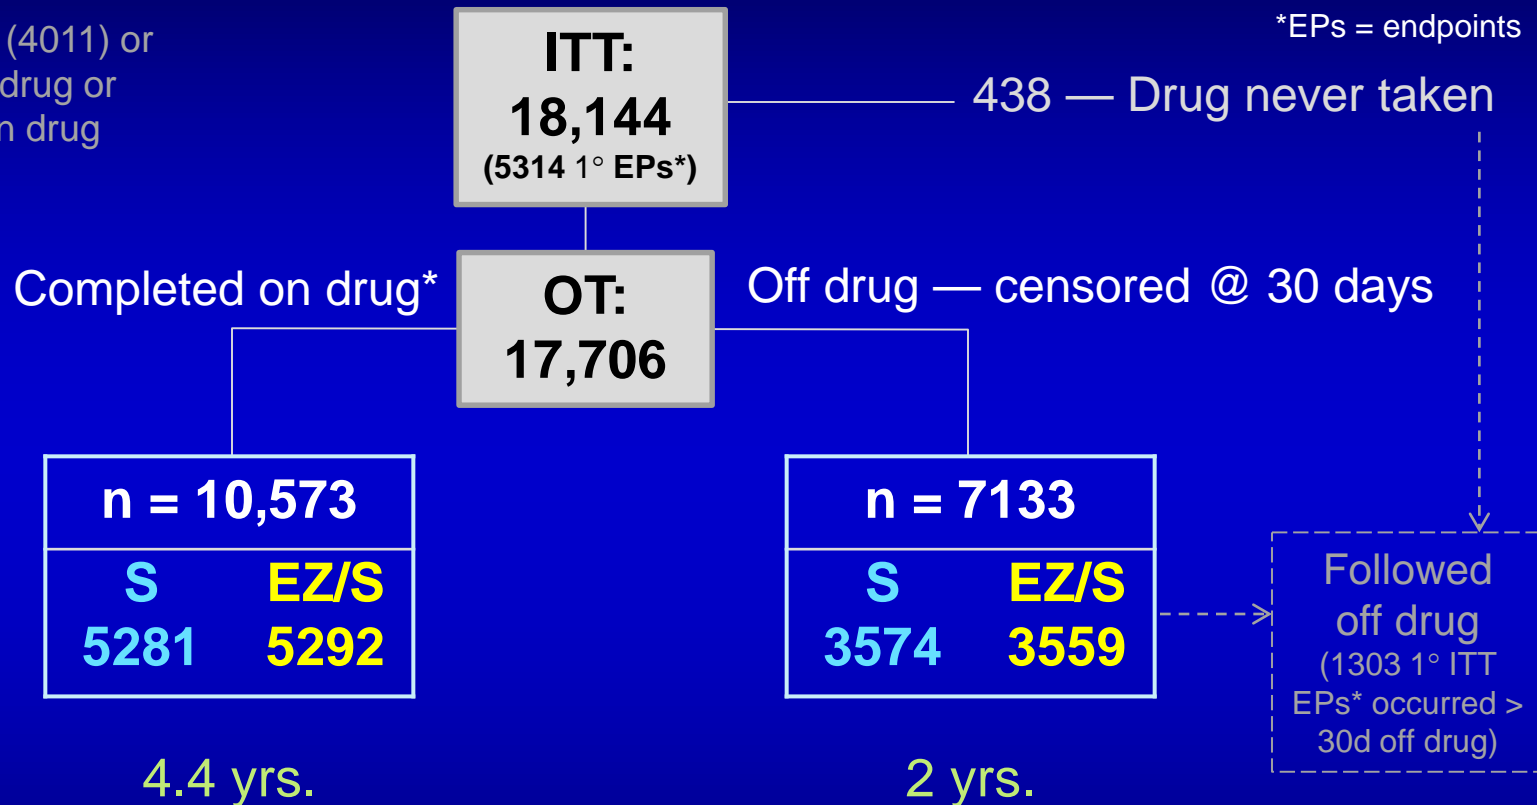 (4011) or
drug or
drug
*EPs = endpoints
ITT:
18,144
(5314 1° EPs*)
438 — Drug never taken
Completed on drug*
OT:
17,706
Off drug — censored @ 30 days
n = 10,573
S EZ/S
5281 5292
n = 7133
S EZ/S
3574 3559
Followed
off drug
(1303 1° ITT
EPs* occurred >
30d off drug)
4.4 yrs.
2 yrs.